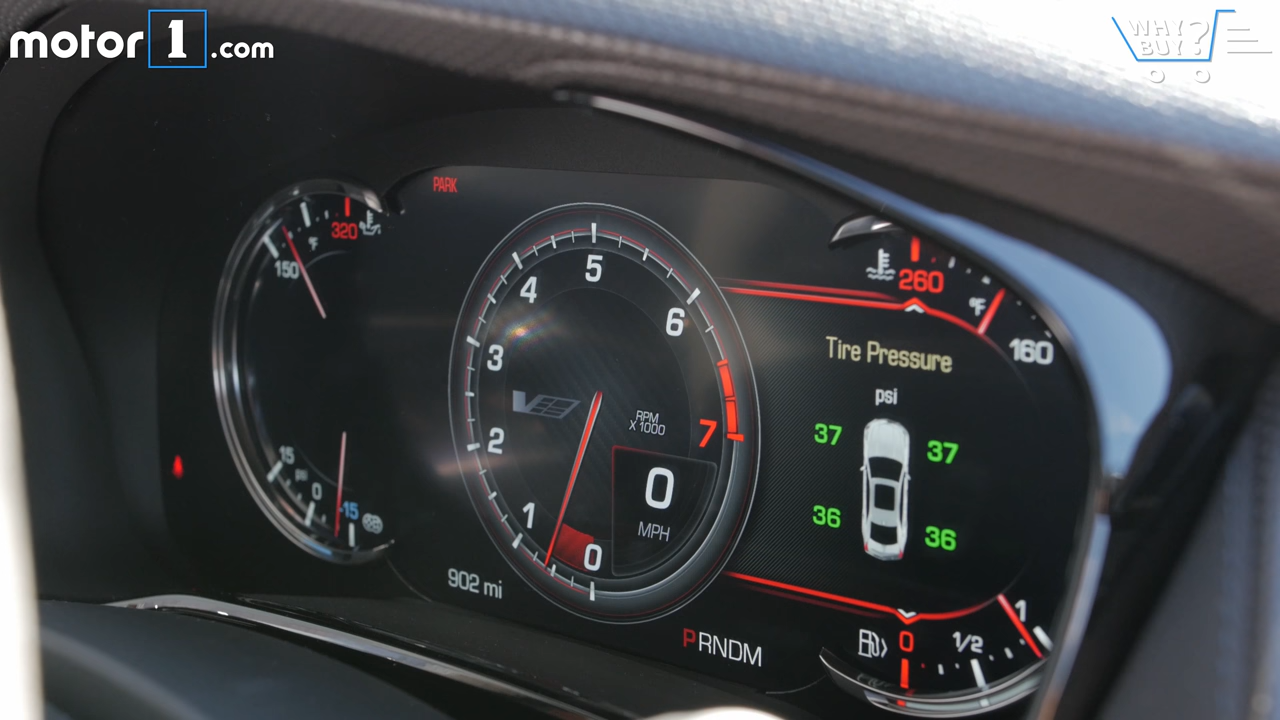 motor1.com
WHY
BUY?
PARK
320
°F
150
15
psi
0
-15
5
4
6
3
2
7
1
0
RPM
X 1000
0
MPH
902 mi
PRNDM
260
°F
160
Tire Pressure
psi
37
37
36
36
0
1/2
1